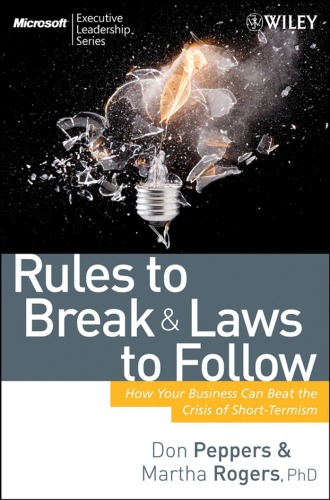 Microsoft
Executive
Leadership
Series
WILEY
Rules to
Break & Laws
to Follow
How Your Business Can Beat the
Crisis of Short-Termism
Don Peppers &
Martha Rogers, PhD